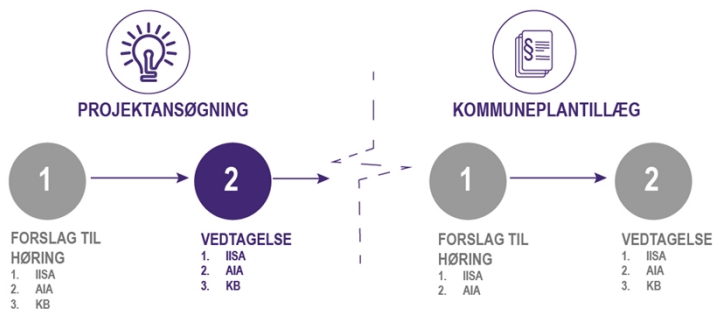 PROJEKTANSØGNING
1
2
FORSLAG TIL
HØRING
1. IISA
2. AIA
3. KB
VEDTAGELSE
1. IISA
2. AIA
3. KB
§
KOMMUNEPLANTILLÆG
1
2
FORSLAG TIL
HØRING
1. IISA
2. AIA
VEDTAGELSE
1. IISA
2. AIA
3. KB